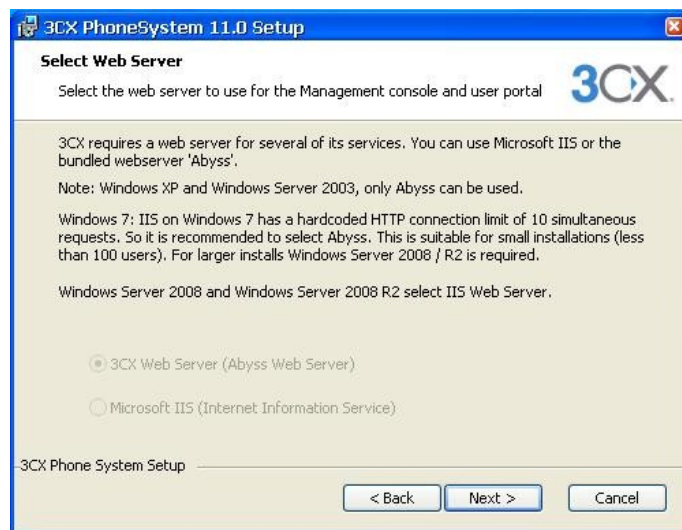 3CX PhoneSystem 11.0 Setup
Select Web Server
Select the web server to use for the Management console and user portal
3CX.
3CX requires a web server for several of its services. You can use Microsoft IIS or the
bundled webserver 'Abyss'.
Note: Windows XP and Windows Server 2003, only Abyss can be used.
Windows 7: IIS on Windows 7 has a hardcoded HTTP connection limit of 10 simultaneous
requests. So it is recommended to select Abyss. This is suitable for small installations (less
than 100 users). For larger installs Windows Server 2008 / R2 is required.
Windows Server 2008 and Windows Server 2008 R2 select IIS Web Server.
3CX Web Server (Abyss Web Server)
Microsoft IIS (Internet Information Service)
3CX Phone System Setup
< Back
Next >
Cancel